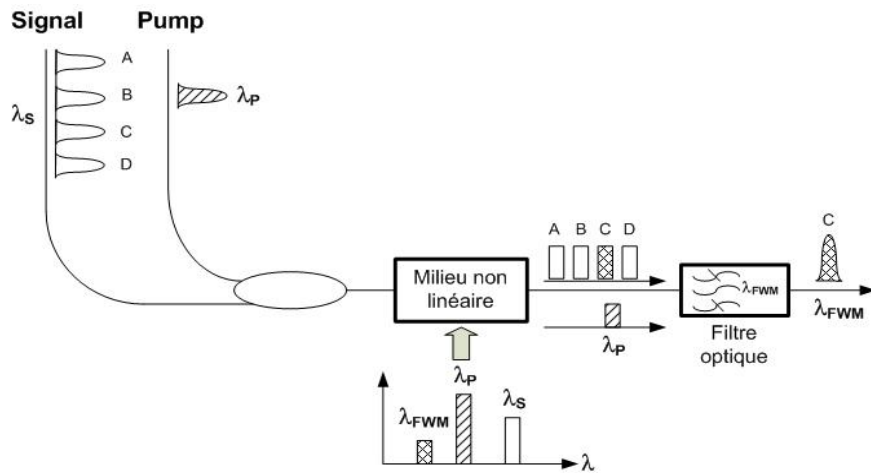 Signal Pump
A
B
C
D
λS
λP
Milieu non
linéaire
A B C D
λP
λFWM
Filtre
optique
C
λFWM
λP
λFWM
λS
λ